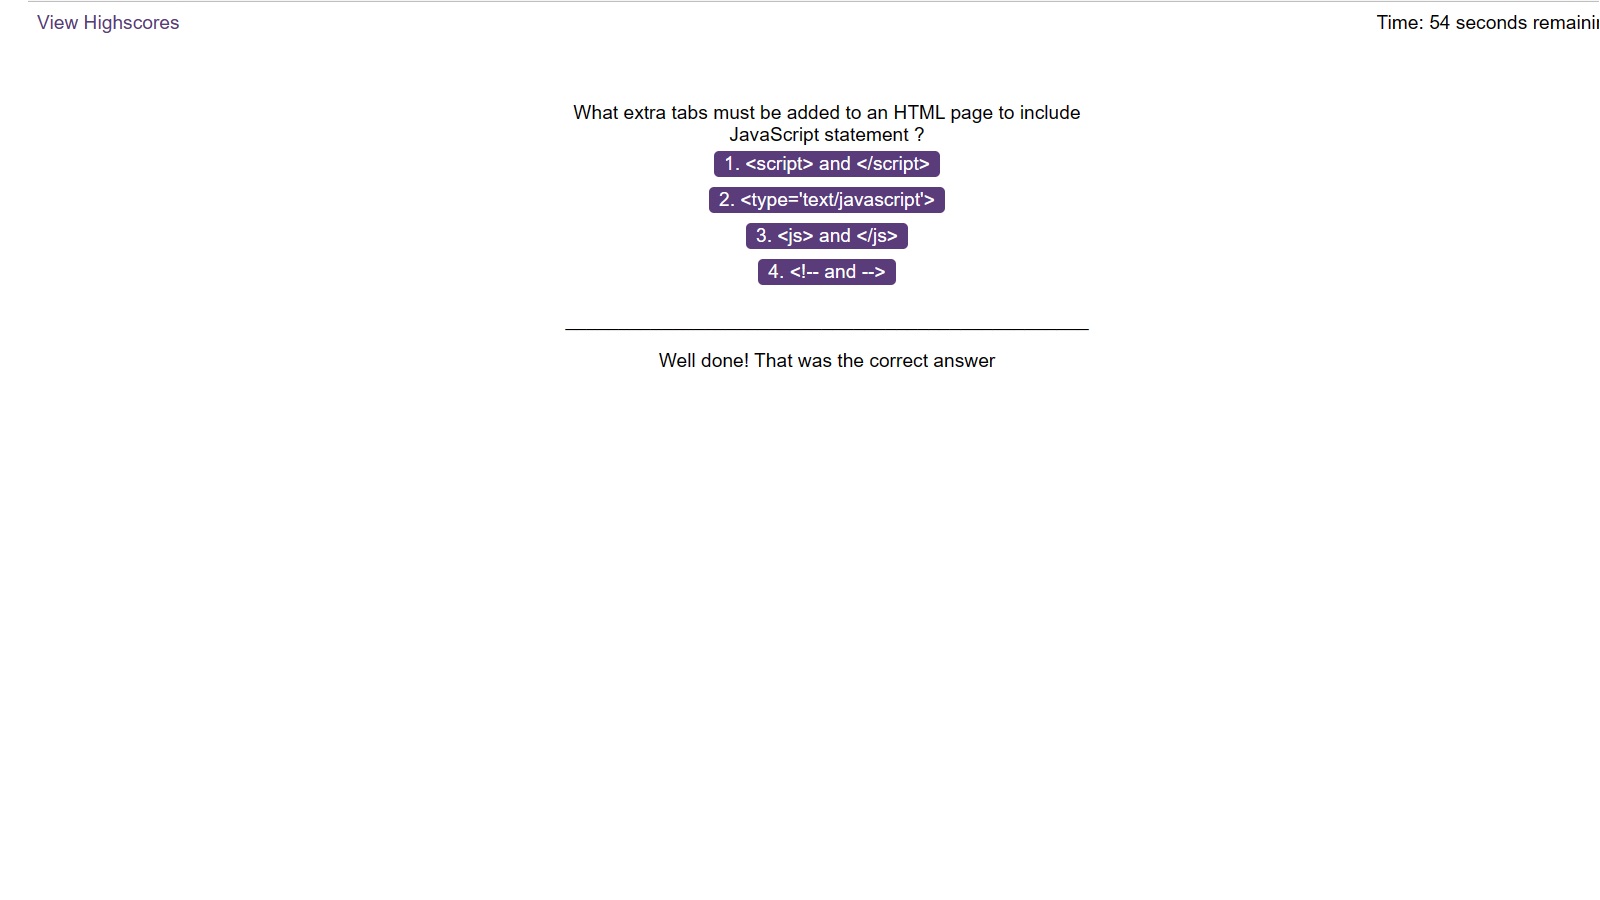 View Highscores
Time: 54 seconds
What extra tabs must be added to an HTML page to include
JavaScript statement ?
1. <script> and </script>
2. <type='text/javascript'>
3. <js> and </js>
4. <!-- and -->
Well done! That was the correct answer